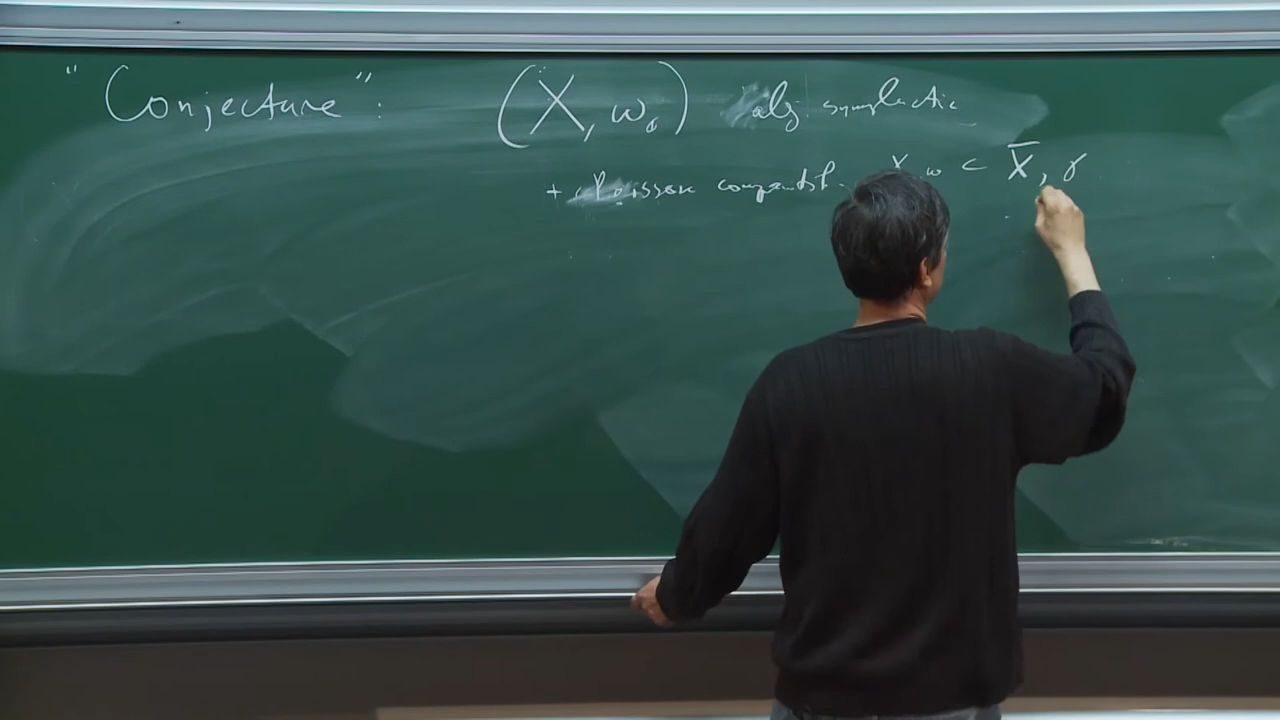 "Conjecture": (X, ω₀) alg. symplectic
+ Poisson compactif. X, ω ⊂ X̄, γ